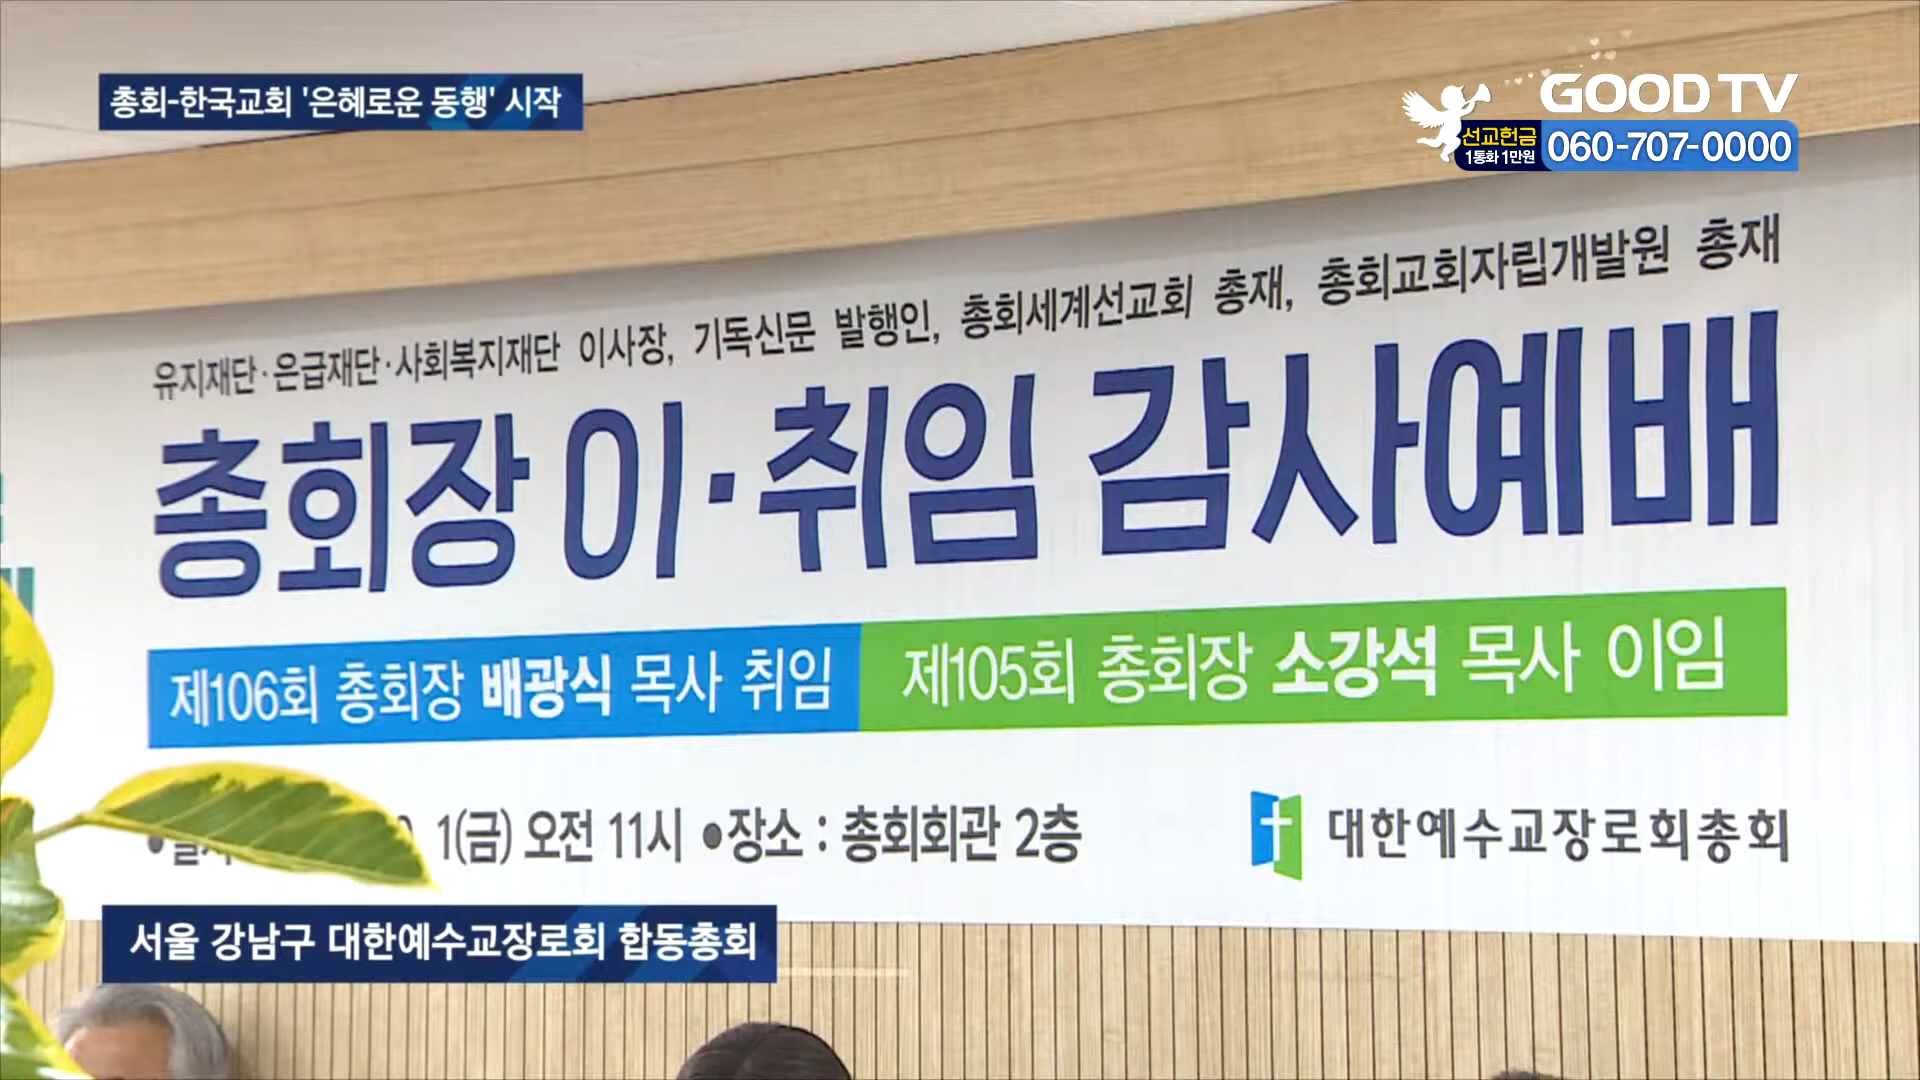 총회-한국교회 '은혜로운 동행' 시작
GOOD TV
선교헌금
1통화 1만원
060-707-0000
유지재단·은급재단·사회복지재단 이사장, 기독신문 발행인, 총회세계선교회 총재, 총회교회자립개발원 총재
총회장 이·취임 감사예배
제106회 총회장 배광식 목사 취임
제105회 총회장 소강석 목사 이임
1(금) 오전 11시 •장소 : 총회회관 2층
대한예수교장로회총회
서울 강남구 대한예수교장로회 합동총회